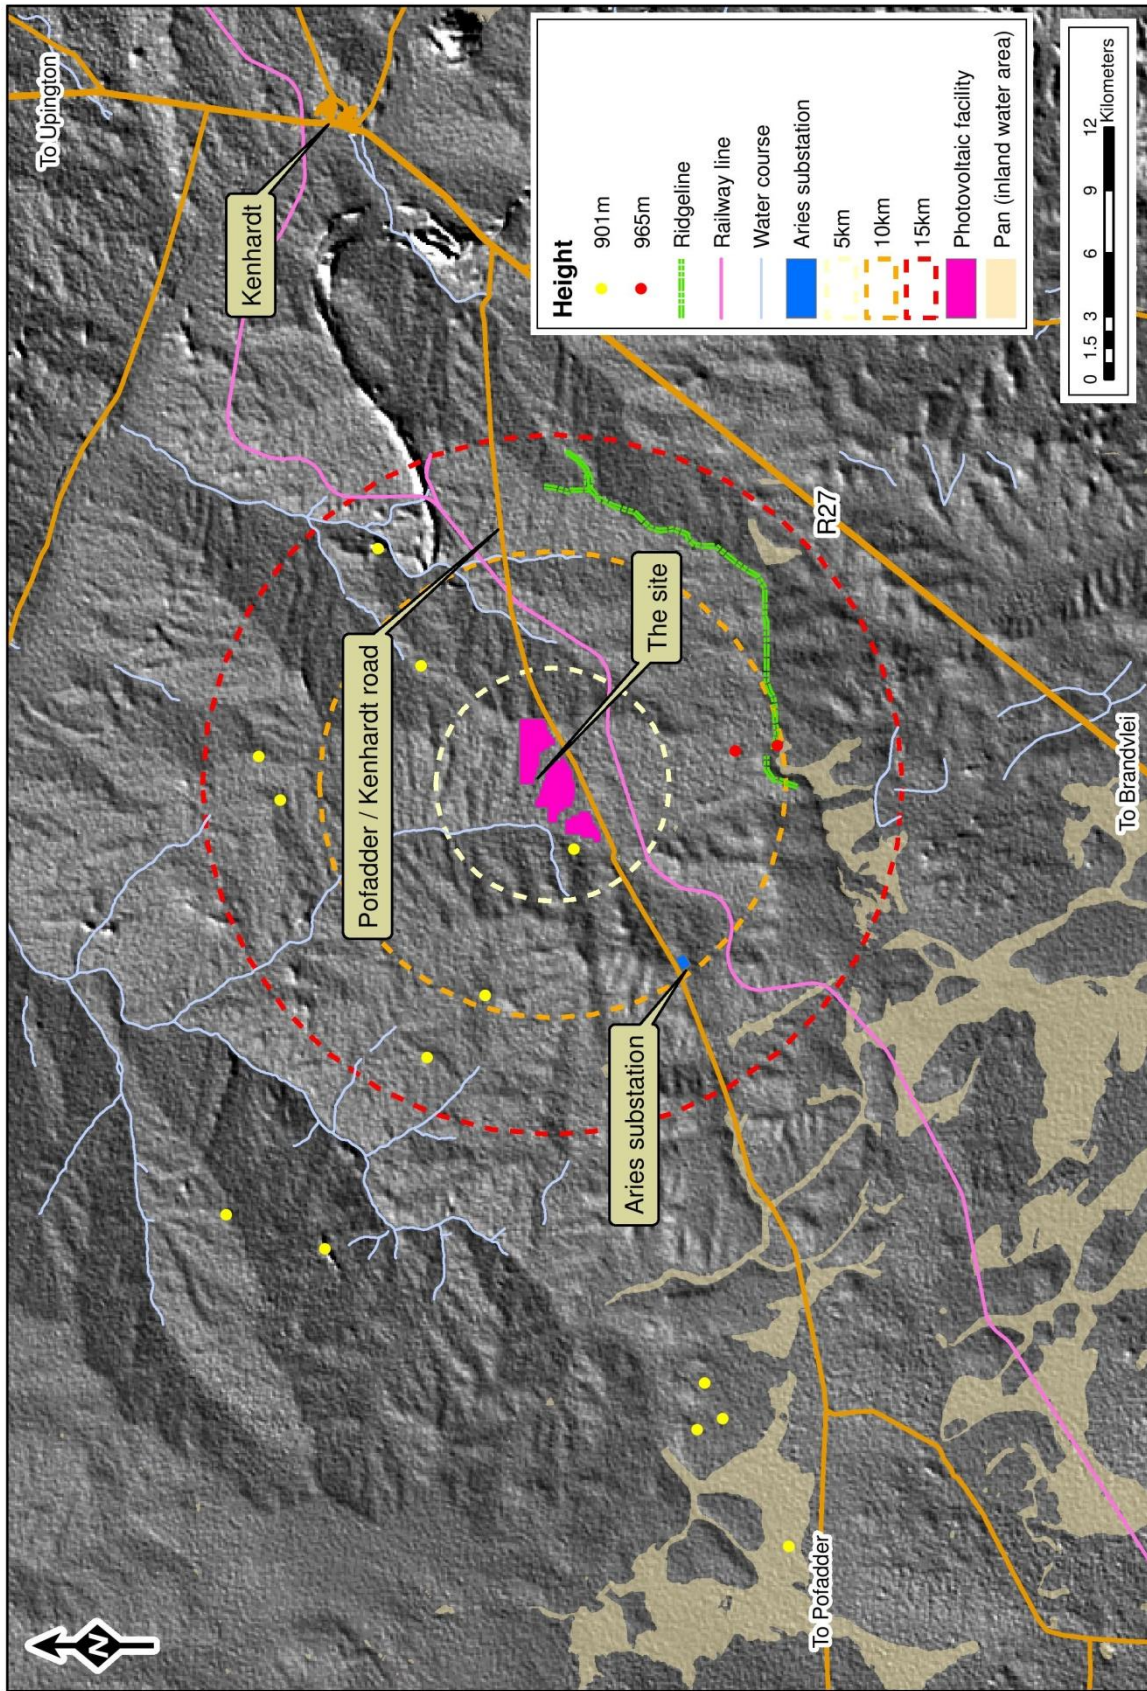 To Upington
Kenhardt
Pofadder / Kenhardt road
The site
Aries substation
R27
To Brandvlei
To Pofadder
N
Height
901m
965m
Ridgeline
Railway line
Water course
Aries substation
5km
10km
15km
Photovoltaic facility
Pan (inland water area)
0 1.5 3 6 9 12
Kilometers